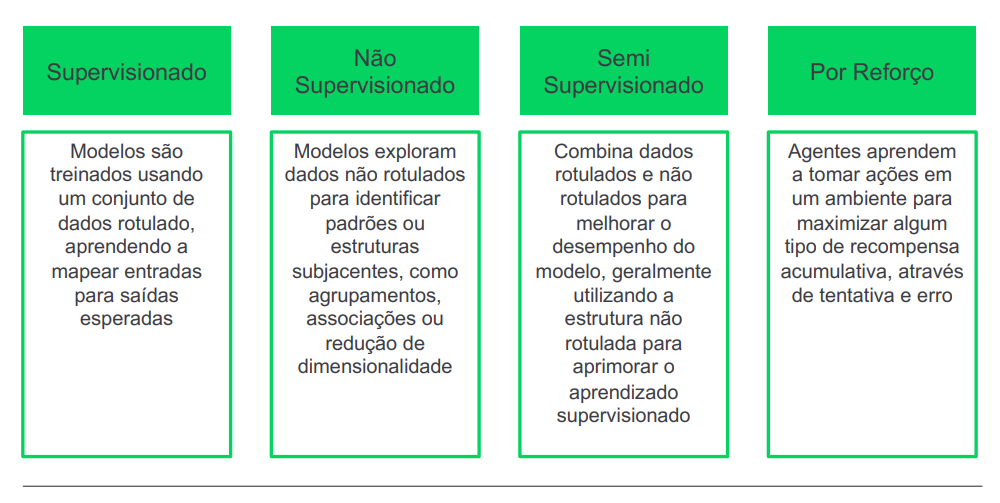 Supervisionado
Modelos são
treinados usando
um conjunto de
dados rotulado,
aprendendo a
mapear entradas
para saídas
esperadas
Não
Supervisionado
Modelos exploram
dados não rotulados
para identificar
padrões ou
estruturas
subjacentes, como
agrupamentos,
associações ou
redução de
dimensionalidade
Semi
Supervisionado
Combina dados
rotulados e não
rotulados para
melhorar o
desempenho do
modelo, geralmente
utilizando a
estrutura não
rotulada para
aprimorar o
aprendizado
supervisionado
Por Reforço
Agentes aprendem
a tomar ações em
um ambiente para
maximizar algum
tipo de recompensa
acumulativa, através
de tentativa e erro